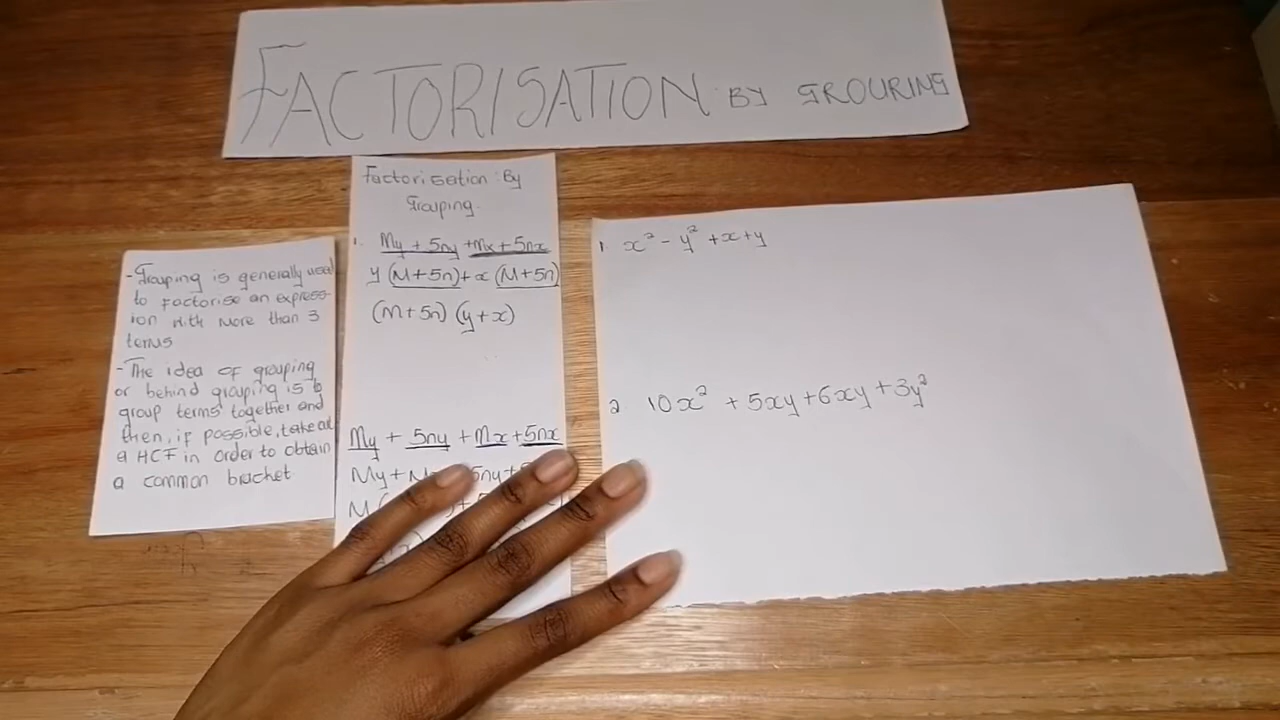 FACTORISATION BY GROUPING
- Grouping is generally used
to factorise an express-
ion with more than 3
terms
- The idea of grouping
or behind grouping is to
group terms together and
then, if possible, take out
a HCF in order to obtain
a common bracket
Factorisation: By
Grouping.
1. My + 5ny + Mx + 5nx
y (M+5n) + x (M+5n)
(M+5n) (y+x)
My + 5ny + Mx + 5nx
My +
M
1. x² - y² + x + y
2 10x² + 5xy + 6xy + 3y²